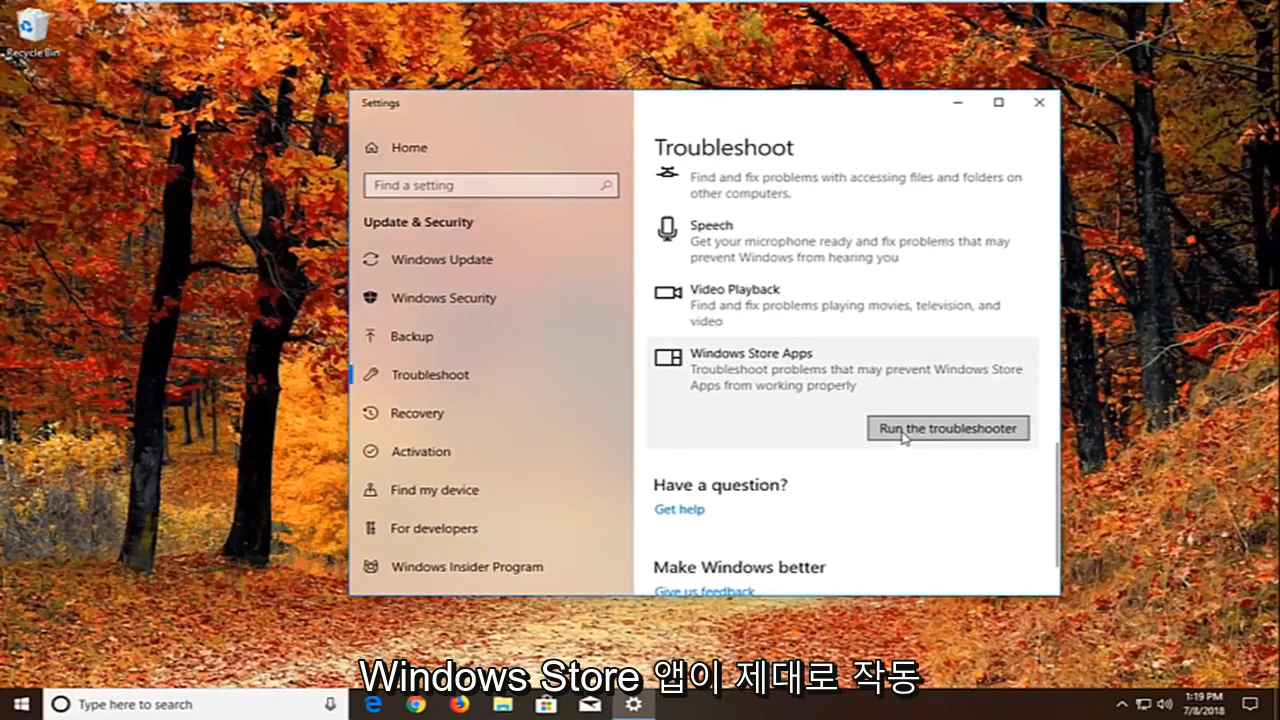 Recycle Bin
Settings
Home
Find a setting
Update & Security
Windows Update
Windows Security
Backup
Troubleshoot
Recovery
Activation
Find my device
For developers
Windows Insider Program
Troubleshoot
Find and fix problems with accessing files and folders on
other computers.
Speech
Get your microphone ready and fix problems that may
prevent Windows from hearing you
Video Playback
Find and fix problems playing movies, television, and
video
Windows Store Apps
Troubleshoot problems that may prevent Windows Store
Apps from working properly
Run the troubleshooter
Have a question?
Get help
Make Windows better
Give us feedback
Windows Store 앱이 제대로 작동
Type here to search
1:19 PM
7/8/2018